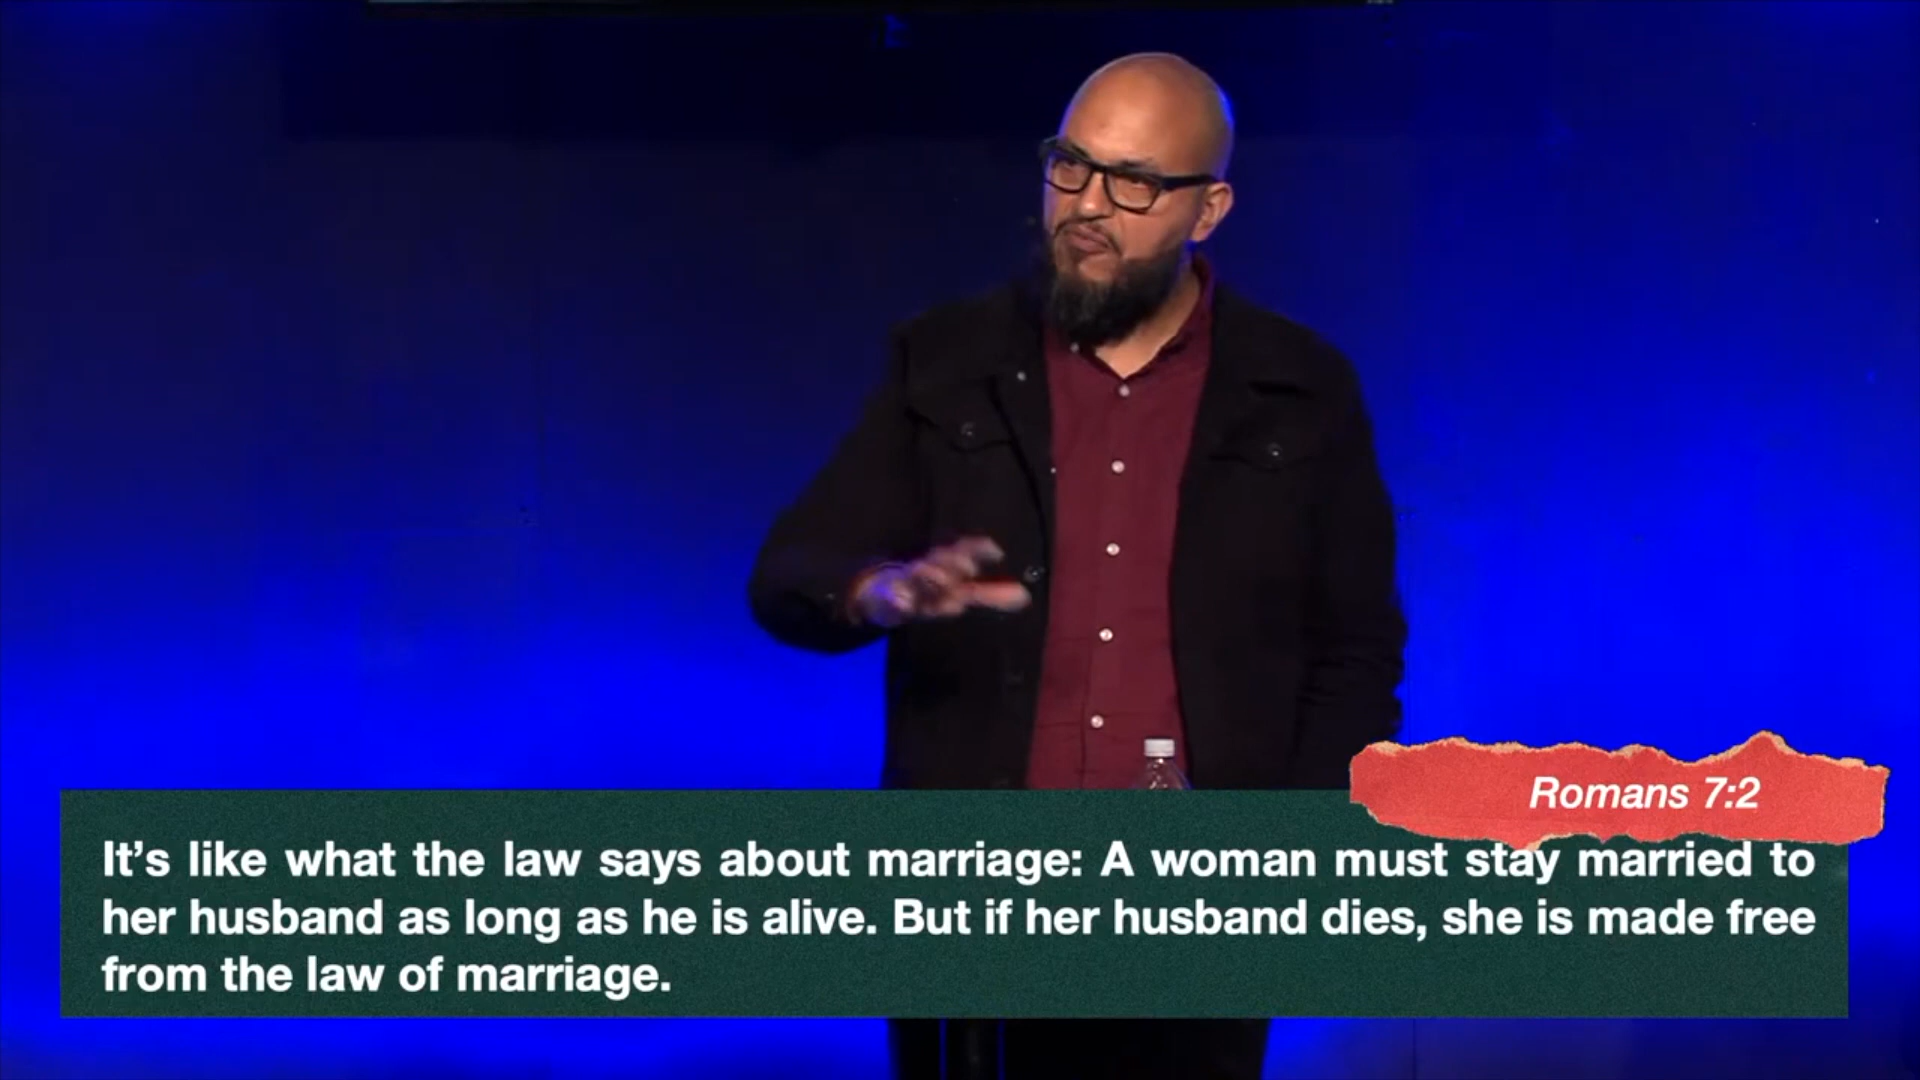 Romans 7:2
It’s like what the law says about marriage: A woman must stay married to
her husband as long as he is alive. But if her husband dies, she is made free
from the law of marriage.